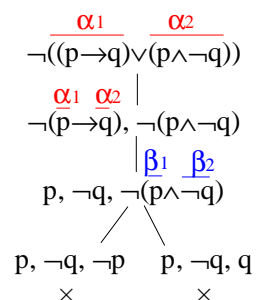 α1 α2
¬((p→q)∨(p∧¬q))
α1 α2
¬(p→q), ¬(p∧¬q)
β1 β2
p, ¬q, ¬(p∧¬q)
p, ¬q, ¬p p, ¬q, q
× ×